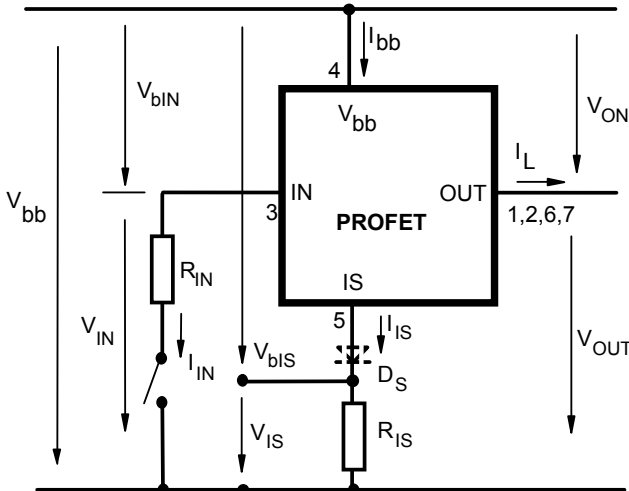 I_bb
4
V_bIN
V_bb
V_ON
I_L
IN
OUT
V_bb
3
PROFET
1,2,6,7
R_IN
IS
5
I_IS
V_IN
I_IN
V_bIS
D_S
V_OUT
V_IS
R_IS